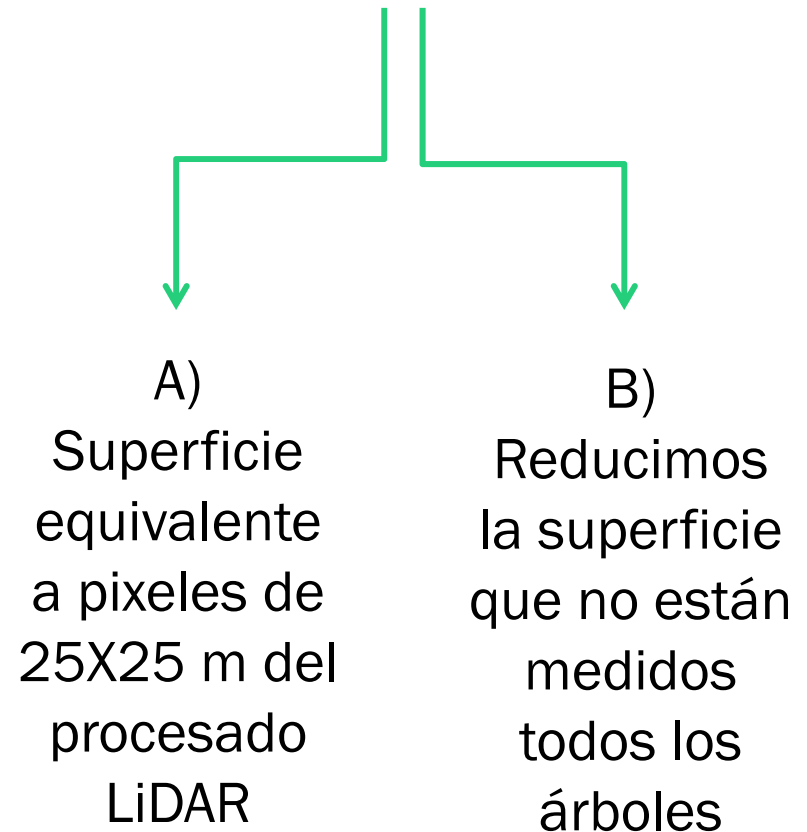 A)
Superficie
equivalente
a pixeles de
25X25 m del
procesado
LiDAR
B)
Reducimos
la superficie
que no están
medidos
todos los
árboles